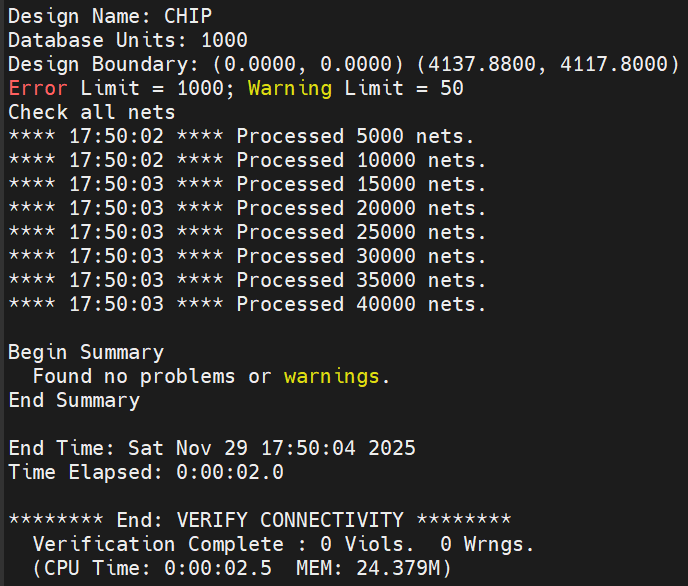 Design Name: CHIP
Database Units: 1000
Design Boundary: (0.0000, 0.0000) (4137.8800, 4117.8000)
Error Limit = 1000; Warning Limit = 50
Check all nets
**** 17:50:02 **** Processed 5000 nets.
**** 17:50:02 **** Processed 10000 nets.
**** 17:50:03 **** Processed 15000 nets.
**** 17:50:03 **** Processed 20000 nets.
**** 17:50:03 **** Processed 25000 nets.
**** 17:50:03 **** Processed 30000 nets.
**** 17:50:03 **** Processed 35000 nets.
**** 17:50:03 **** Processed 40000 nets.

Begin Summary
  Found no problems or warnings.
End Summary

End Time: Sat Nov 29 17:50:04 2025
Time Elapsed: 0:00:02.0

******** End: VERIFY CONNECTIVITY ********
  Verification Complete : 0 Viols.  0 Wrngs.
  (CPU Time: 0:00:02.5  MEM: 24.379M)